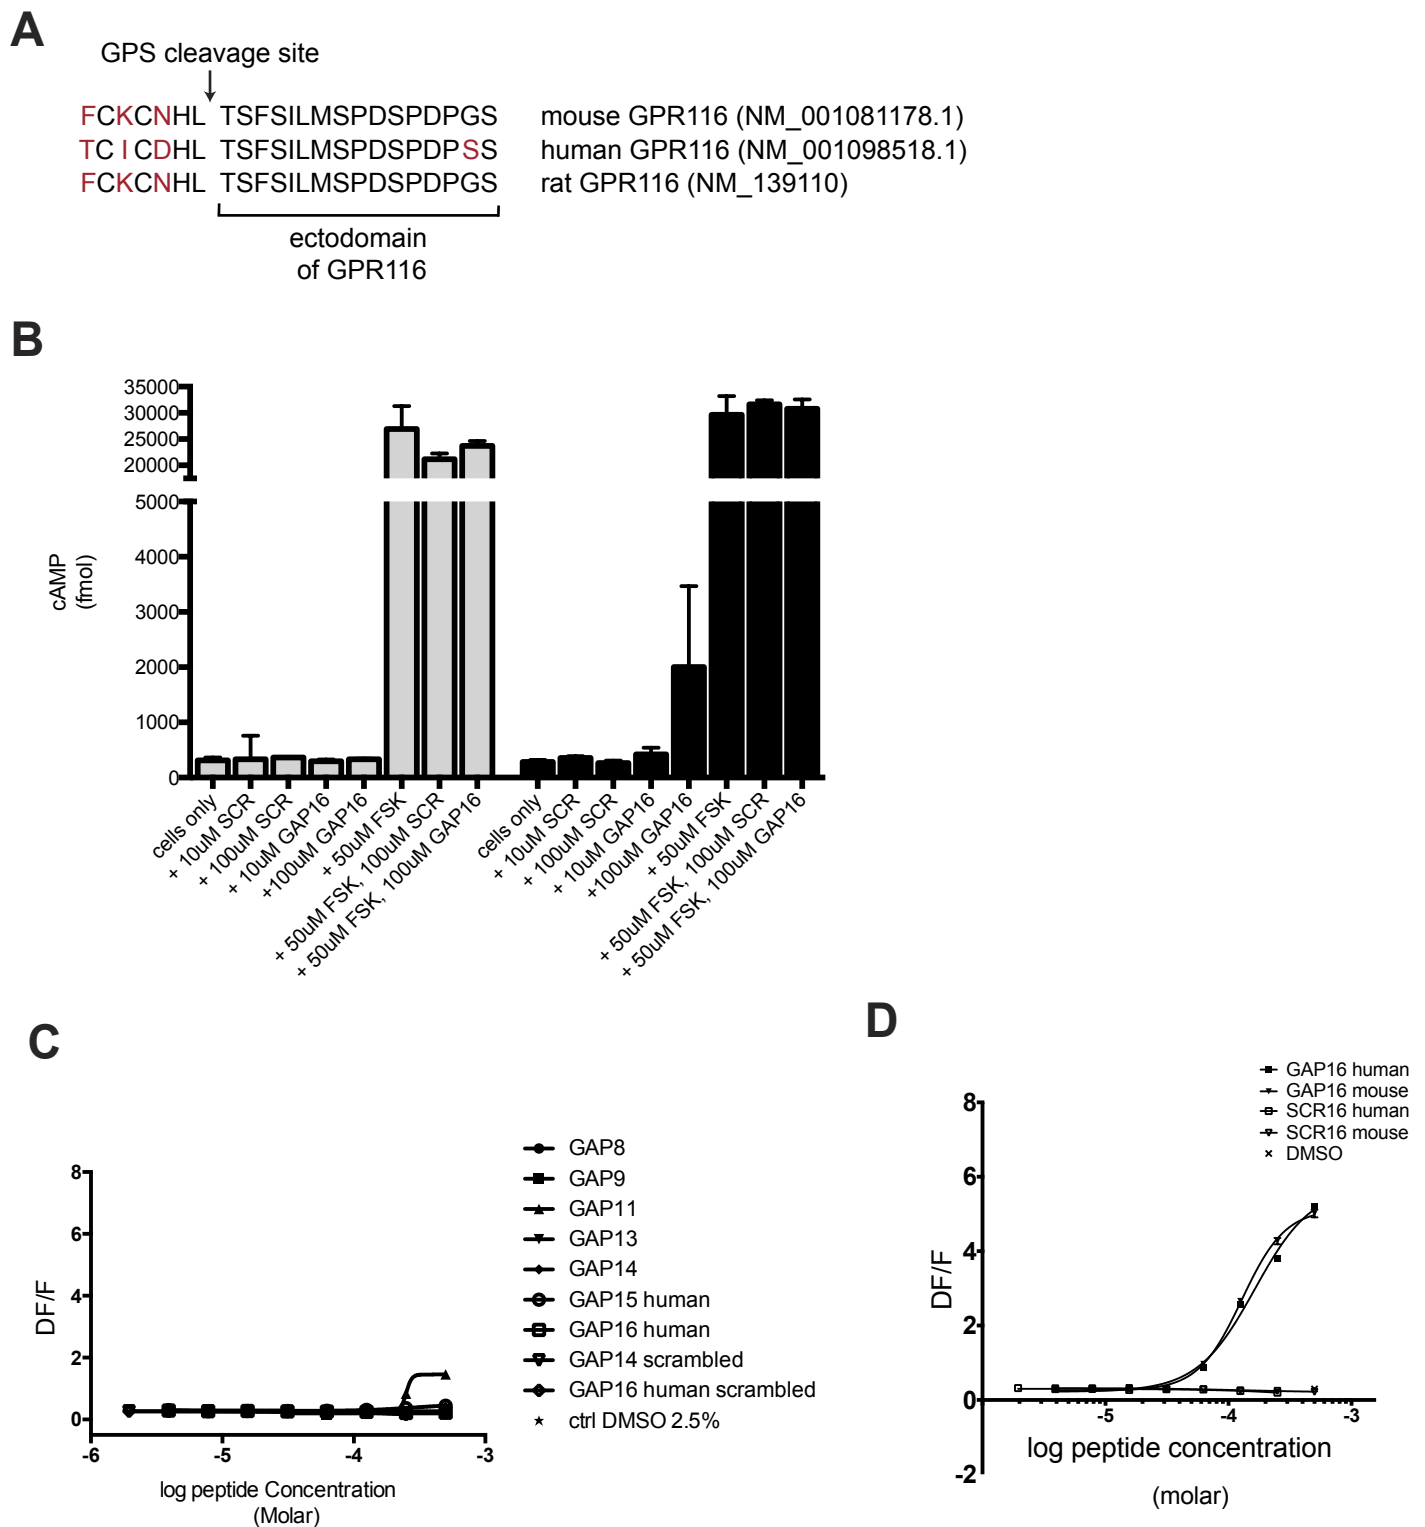 A
GPS cleavage site
FCKCNHL TSFSILMSPDSPDPGS mouse GPR116 (NM_001081178.1)
TCICDHL TSFSILMSPDSPDPSS human GPR116 (NM_001098518.1)
FCKCNHL TSFSILMSPDSPDPGS rat GPR116 (NM_139110)
ectodomain
of GPR116
B
35000
30000
25000
20000
5000
4000
3000
2000
1000
0
cAMP
(fmol)
cells only
+ 10uM SCR
+ 100uM SCR
+ 10uM GAP16
+100uM GAP16
+ 50uM FSK
+ 50uM FSK, 100uM SCR
+ 50uM FSK, 100uM GAP16
cells only
+ 10uM SCR
+ 100uM SCR
+ 10uM GAP16
+100uM GAP16
+ 50uM FSK
+ 50uM FSK, 100uM SCR
+ 50uM FSK, 100uM GAP16
C
8
6
4
2
0
DF/F
-6 -5 -4 -3
log peptide Concentration
(Molar)
GAP8
GAP9
GAP11
GAP13
GAP14
GAP15 human
GAP16 human
GAP14 scrambled
GAP16 human scrambled
ctrl DMSO 2.5%
D
GAP16 human
GAP16 mouse
SCR16 human
SCR16 mouse
DMSO
8
6
4
2
0
-2
DF/F
-5 -4 -3
log peptide concentration
(molar)